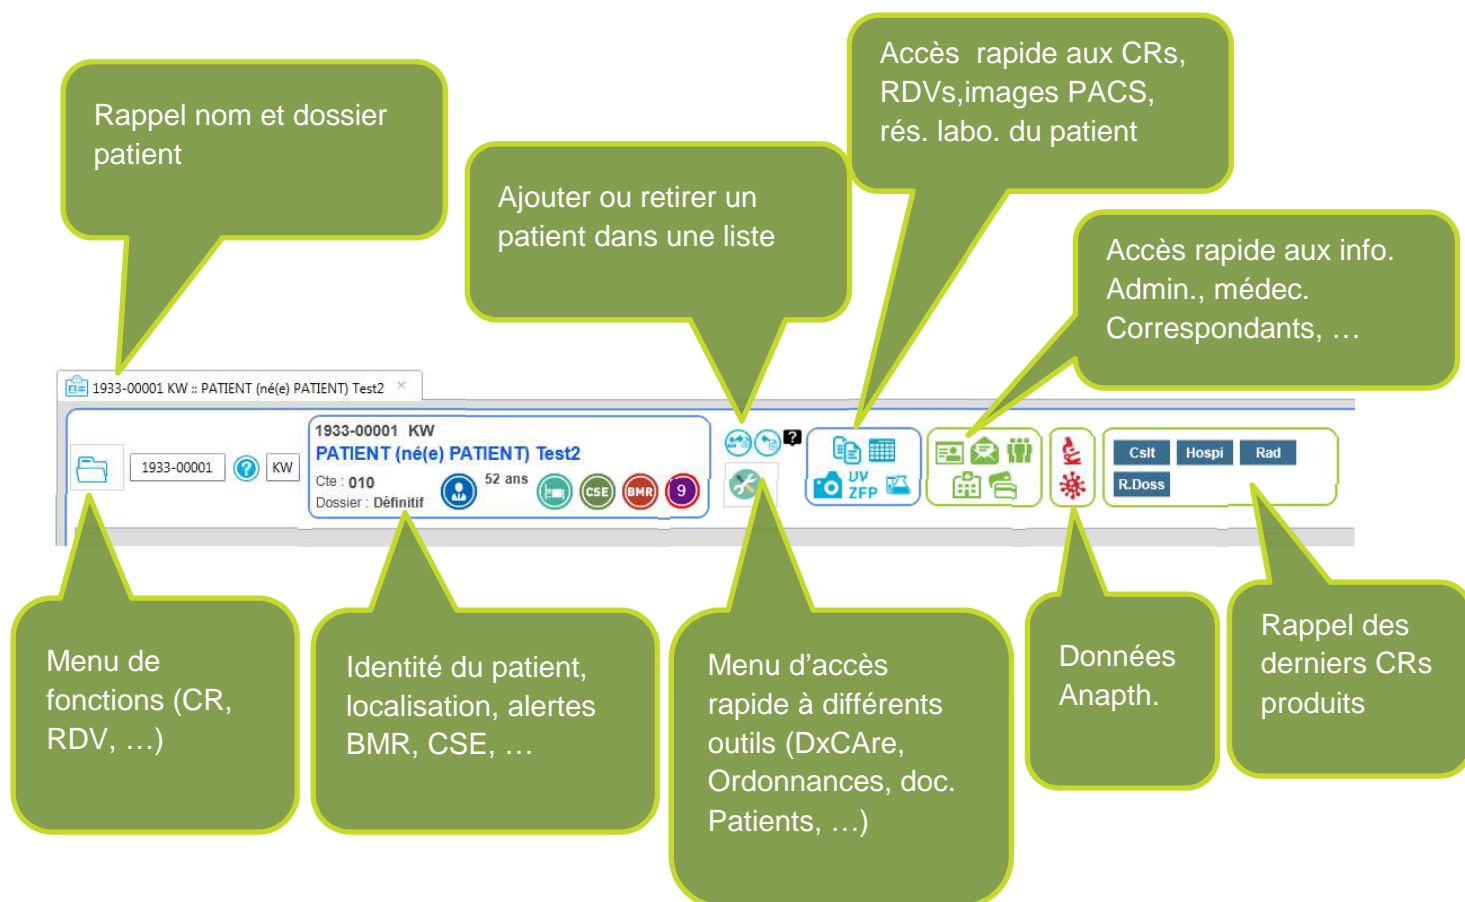 Accès  rapide aux CRs,
RDVs,images PACS,
rés. labo. du patient
Rappel nom et dossier
patient
Ajouter ou retirer un
patient dans une liste
Accès rapide aux info.
Admin., médec.
Correspondants, …
1933-00001 KW :: PATIENT (né(e) PATIENT) Test2 ×
1933-00001 ? KW
1933-00001 KW
PATIENT (né(e) PATIENT) Test2
Cte : 010
Dossier : Définitif
52 ans
CSE BMR 9
?
UV
ZFP
Cslt Hospi Rad
R.Doss
Menu de
fonctions (CR,
RDV, …)
Identité du patient,
localisation, alertes
BMR, CSE, …
Menu d’accès
rapide à différents
outils (DxCAre,
Ordonnances, doc.
Patients, …)
Données
Anapth.
Rappel des
derniers CRs
produits